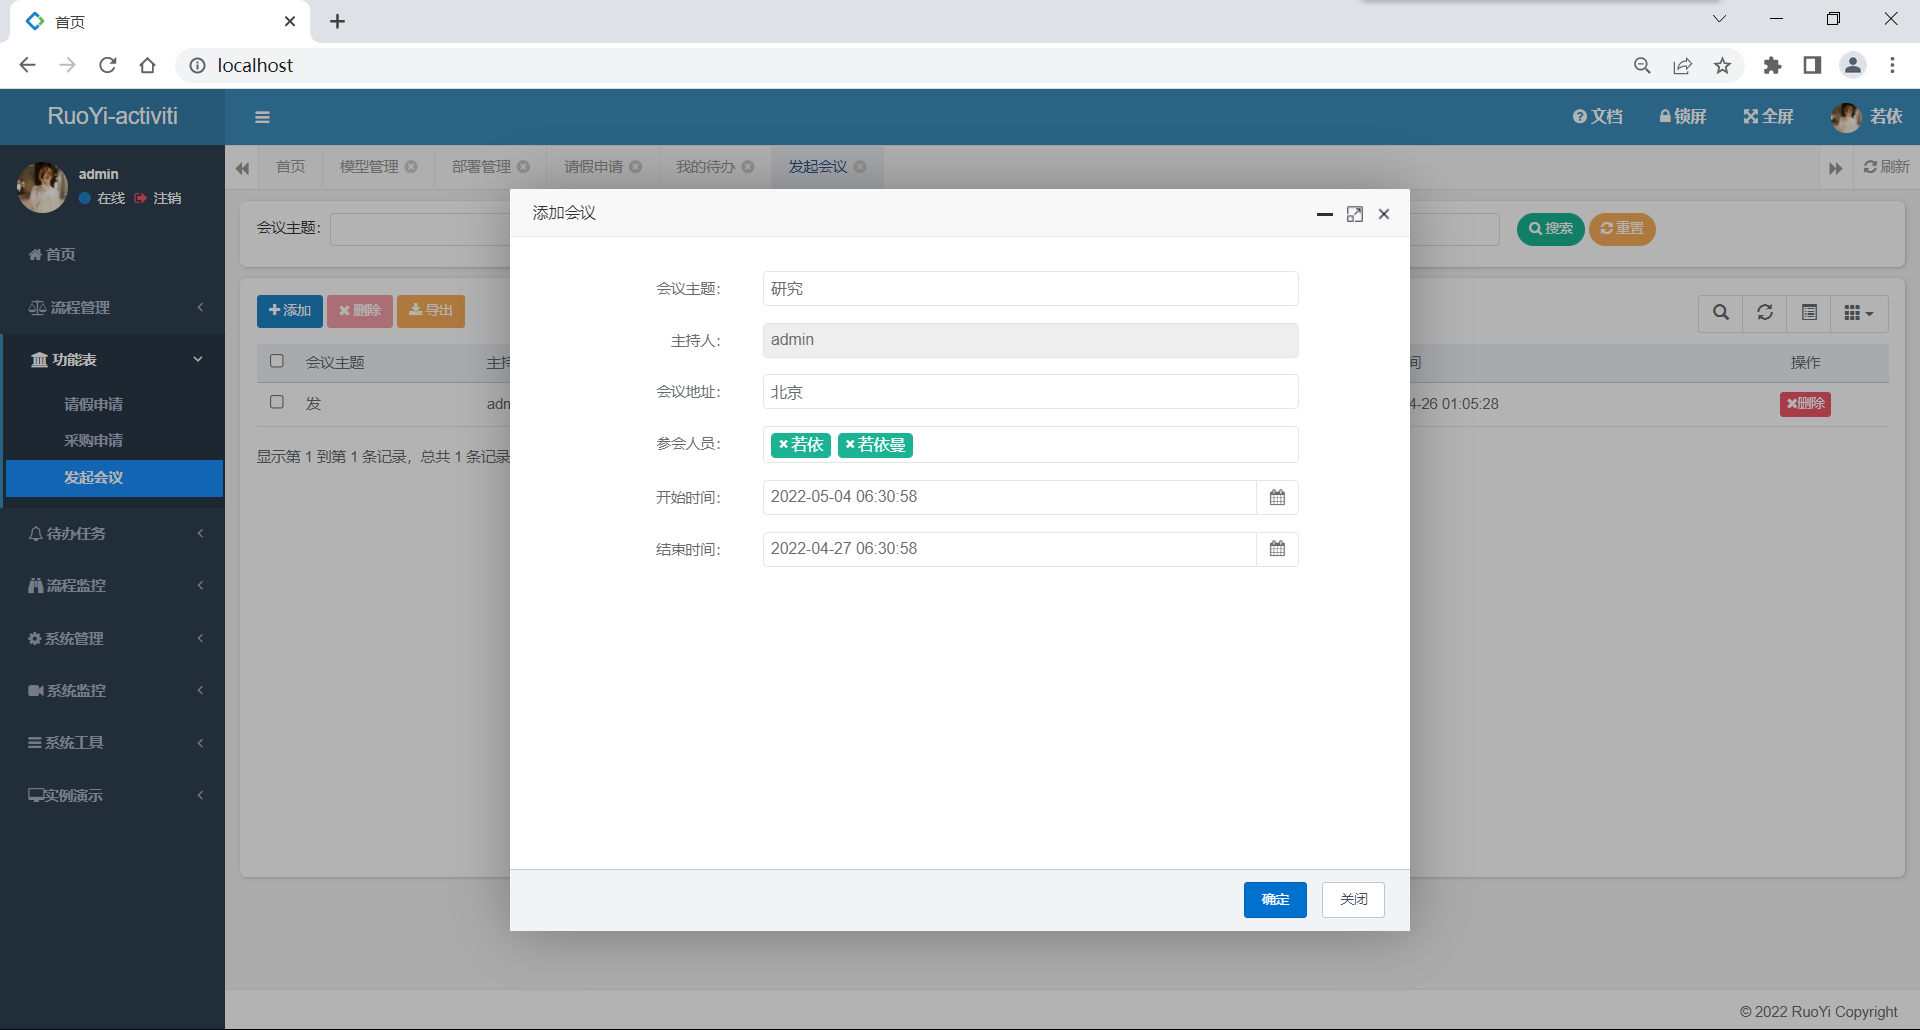 首页
localhost
RuoYi-activiti
文档 锁屏 全屏 若依
admin
在线 注销
首页 模型管理 部署管理 请假申请 我的待办 发起会议 刷新
首页
流程管理
功能表
请假申请
采购申请
发起会议
待办任务
流程监控
系统管理
系统监控
系统工具
实例演示
会议主题：
搜索 重置
添加 删除 导出
会议主题 主持 间 操作
发 adm 4-26 01:05:28 删除
显示第 1 到第 1 条记录，总共 1 条记录
添加会议
会议主题： 研究
主持人： admin
会议地址： 北京
参会人员： 若依 若依曼
开始时间： 2022-05-04 06:30:58
结束时间： 2022-04-27 06:30:58
确定 关闭
© 2022 RuoYi Copyright